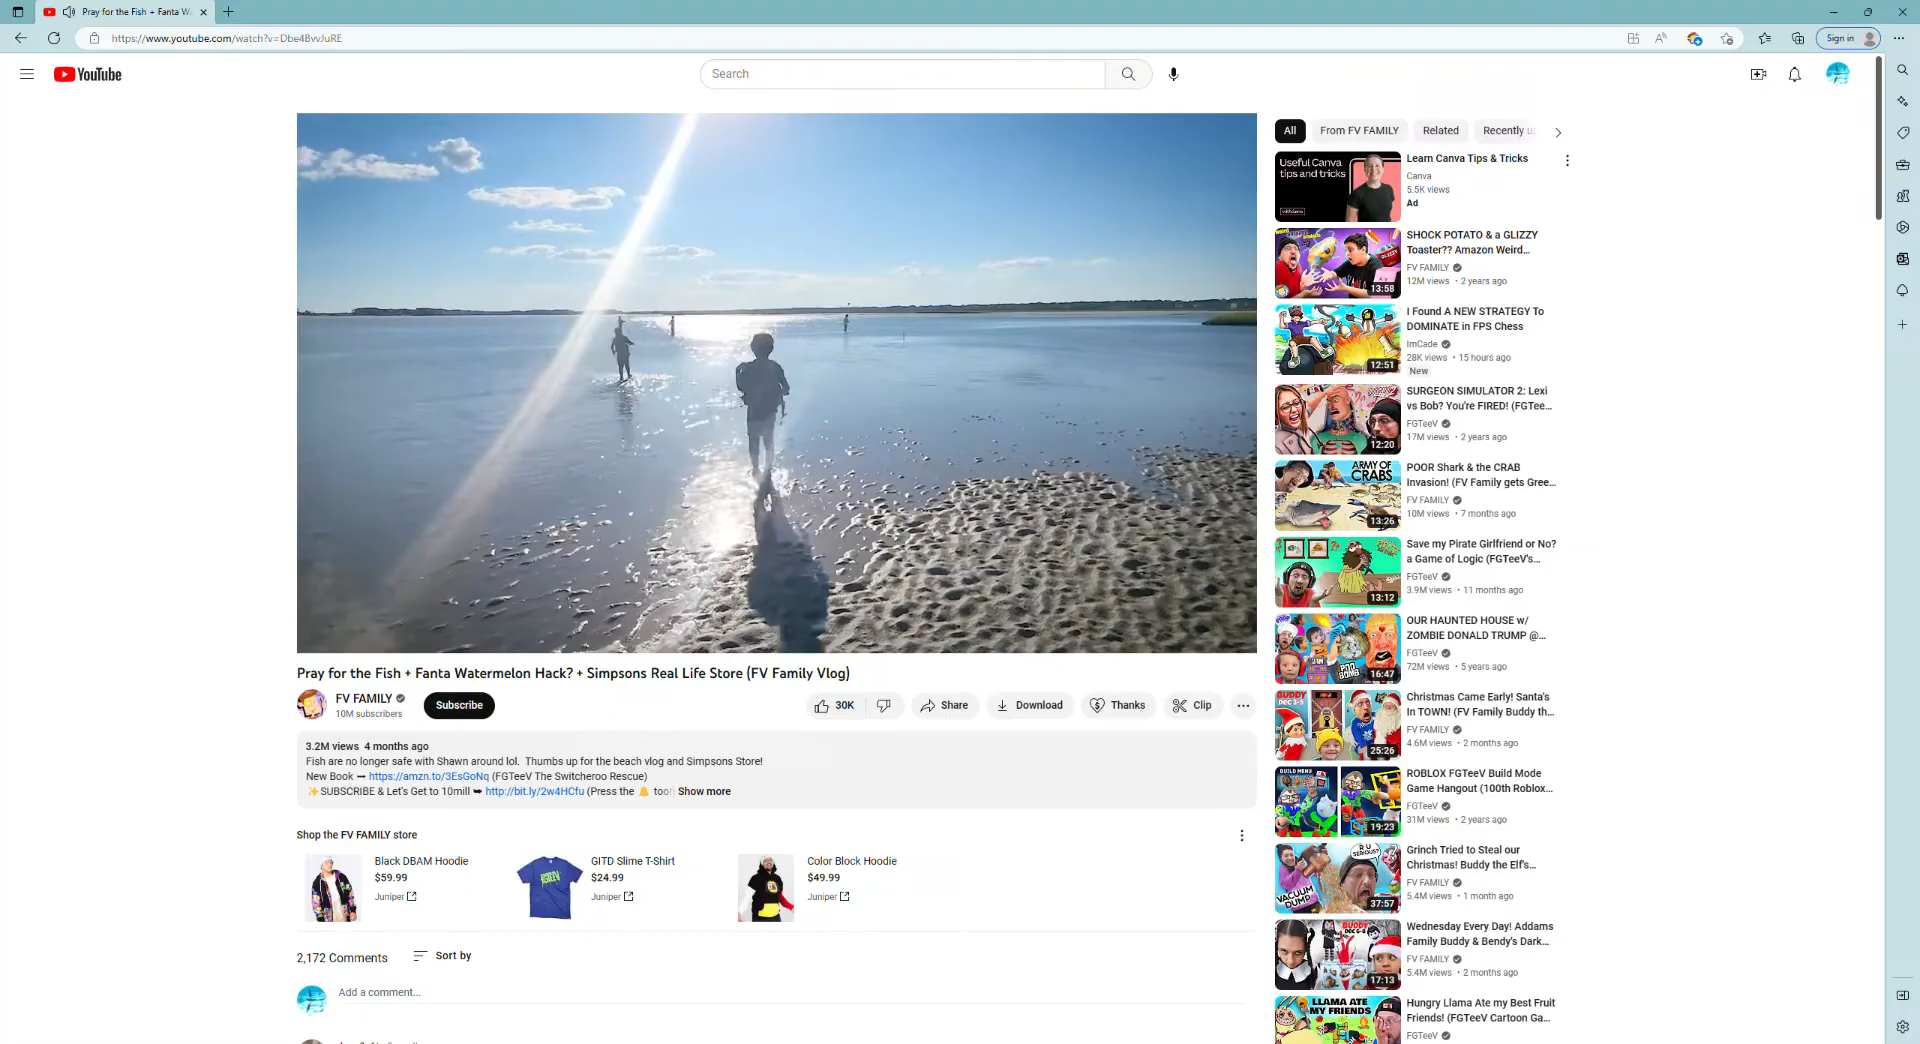 Pray for the Fish + Fanta Wa
https://www.youtube.com/watch?v=Dbe4BvvJuRE
Sign in
YouTube
Search
All
From FV FAMILY
Related
Recently u
Useful Canva
tips and tricks
Learn Canva Tips & Tricks
Canva
5.5K views
Ad
13:58
SHOCK POTATO & a GLIZZY
Toaster?? Amazon Weird...
FV FAMILY
12M views • 2 years ago
12:51
I Found A NEW STRATEGY To
DOMINATE in FPS Chess
ImCade
28K views • 15 hours ago
New
12:20
SURGEON SIMULATOR 2: Lexi
vs Bob? You're FIRED! (FGTee...
FGTeeV
17M views • 2 years ago
ARMY OF
CRABS
13:26
POOR Shark & the CRAB
Invasion! (FV Family gets Gree...
FV FAMILY
10M views • 7 months ago
13:12
Save my Pirate Girlfriend or No?
a Game of Logic (FGTeeV's...
FGTeeV
3.9M views • 11 months ago
POO
BOMB
16:47
OUR HAUNTED HOUSE w/
ZOMBIE DONALD TRUMP @...
FGTeeV
72M views • 5 years ago
BUDDY
DEC 3-5
25:26
Christmas Came Early! Santa's
In TOWN! (FV Family Buddy th...
FV FAMILY
4.6M views • 2 months ago
BUILD MENU
19:23
ROBLOX FGTeeV Build Mode
Game Hangout (100th Roblox...
FGTeeV
31M views • 2 years ago
R U
SERIOUS?
VACUUM
DUMP
37:57
Grinch Tried to Steal our
Christmas! Buddy the Elf's...
FV FAMILY
5.4M views • 1 month ago
BUDDY
DEC 6-8
17:13
Wednesday Every Day! Addams
Family Buddy & Bendy's Dark...
FV FAMILY
5.4M views • 2 months ago
LLAMA ATE
MY FRIENDS
Hungry Llama Ate my Best Fruit
Friends! (FGTeeV Cartoon Ga...
FGTeeV
Pray for the Fish + Fanta Watermelon Hack? + Simpsons Real Life Store (FV Family Vlog)
FV FAMILY
10M subscribers
Subscribe
30K
Share
Download
Thanks
Clip
3.2M views 4 months ago
Fish are no longer safe with Shawn around lol. Thumbs up for the beach vlog and Simpsons Store!
New Book ➞ https://amzn.to/3EsGoNq (FGTeeV The Switcheroo Rescue)
✨SUBSCRIBE & Let's Get to 10mill ➥ http://bit.ly/2w4HCfu (Press the 🔔 too! Show more
Shop the FV FAMILY store
Black DBAM Hoodie
$59.99
Juniper
GITD Slime T-Shirt
$24.99
Juniper
Color Block Hoodie
$49.99
Juniper
2,172 Comments
Sort by
Add a comment...